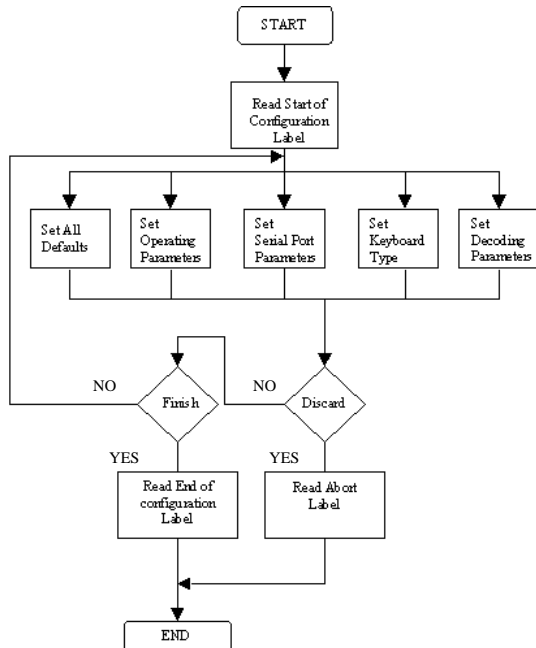 START
Read Start of
Configuration
Label
Set All
Defaults
Set
Operating
Parameters
Set
Serial Port
Parameters
Set
Keyboard
Type
Set
Decoding
Parameters
NO
Finish
NO
Discard
YES
YES
Read End of
configuration
Label
Read Abort
Label
END